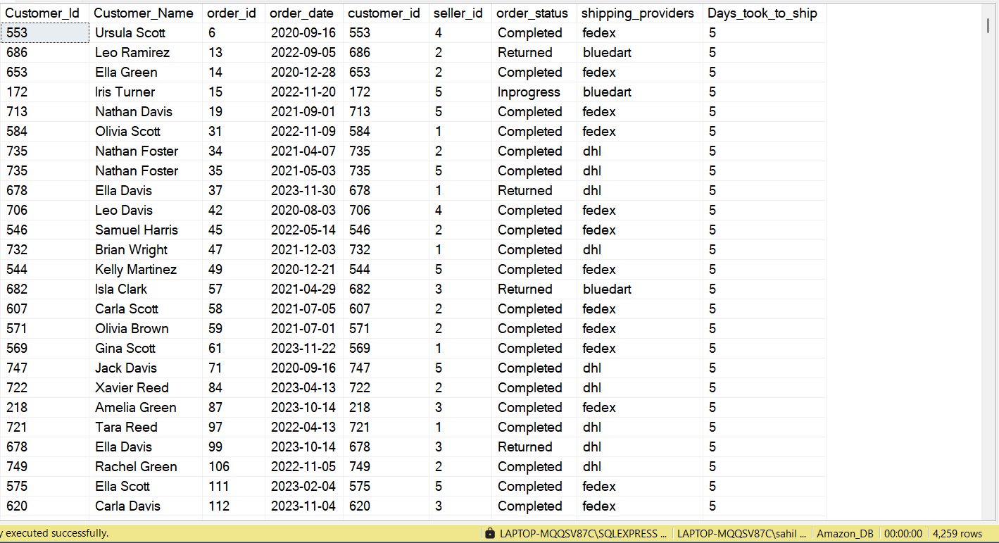 Customer_Id Customer_Name order_id order_date customer_id seller_id order_status shipping_providers Days_took_to_ship
553 Ursula Scott 6 2020-09-16 553 4 Completed fedex 5
686 Leo Ramirez 13 2022-09-05 686 2 Returned bluedart 5
653 Ella Green 14 2020-12-28 653 2 Completed fedex 5
172 Iris Turner 15 2022-11-20 172 5 Inprogress bluedart 5
713 Nathan Davis 19 2021-09-01 713 5 Completed fedex 5
584 Olivia Scott 31 2022-11-09 584 1 Completed fedex 5
735 Nathan Foster 34 2021-04-07 735 2 Completed dhl 5
735 Nathan Foster 35 2021-05-03 735 5 Completed dhl 5
678 Ella Davis 37 2023-11-30 678 1 Returned dhl 5
706 Leo Davis 42 2020-08-03 706 4 Completed fedex 5
546 Samuel Harris 45 2022-05-14 546 2 Completed fedex 5
732 Brian Wright 47 2021-12-03 732 1 Completed dhl 5
544 Kelly Martinez 49 2020-12-21 544 5 Completed fedex 5
682 Isla Clark 57 2021-04-29 682 3 Returned bluedart 5
607 Carla Scott 58 2021-07-05 607 2 Completed fedex 5
571 Olivia Brown 59 2021-07-01 571 2 Completed fedex 5
569 Gina Scott 61 2023-11-22 569 1 Completed fedex 5
747 Jack Davis 71 2020-09-16 747 5 Completed dhl 5
722 Xavier Reed 84 2023-04-13 722 2 Completed dhl 5
218 Amelia Green 87 2023-10-14 218 3 Completed fedex 5
721 Tara Reed 97 2022-04-13 721 1 Completed dhl 5
678 Ella Davis 99 2023-10-14 678 3 Returned dhl 5
749 Rachel Green 106 2022-11-05 749 2 Completed dhl 5
575 Ella Scott 111 2023-02-04 575 5 Completed fedex 5
620 Carla Davis 112 2023-11-04 620 3 Completed fedex 5
y executed successfully. LAPTOP-MQQSV87C\SQLEXPRESS ... LAPTOP-MQQSV87C\sahil ... Amazon_DB 00:00:00 4,259 rows